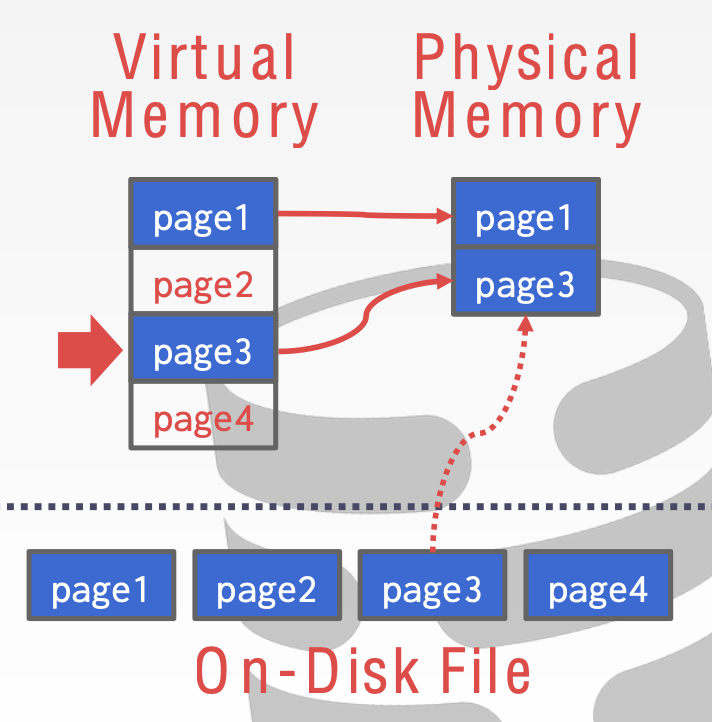 Virtual
Memory
Physical
Memory
page1
page2
page3
page4
page1
page3
page1
page2
page3
page4
On-Disk File